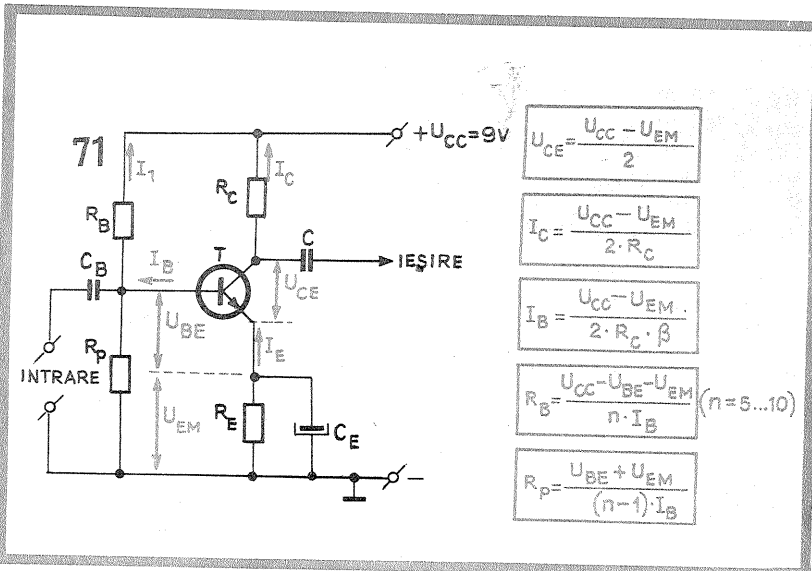 71
+U_CC=9V
I_1
I_C
R_B
R_C
C_B
I_B
T
C
IEȘIRE
U_CE
U_BE
I_E
R_P
INTRARE
U_EM
R_E
C_E
−
U_CE = (U_CC − U_EM) / 2
I_C = (U_CC − U_EM) / (2·R_C)
I_B = (U_CC − U_EM) / (2·R_C·β)
R_B = (U_CC − U_BE − U_EM) / (n·I_B) (n=5...10)
R_P = (U_BE + U_EM) / ((n−1)·I_B)